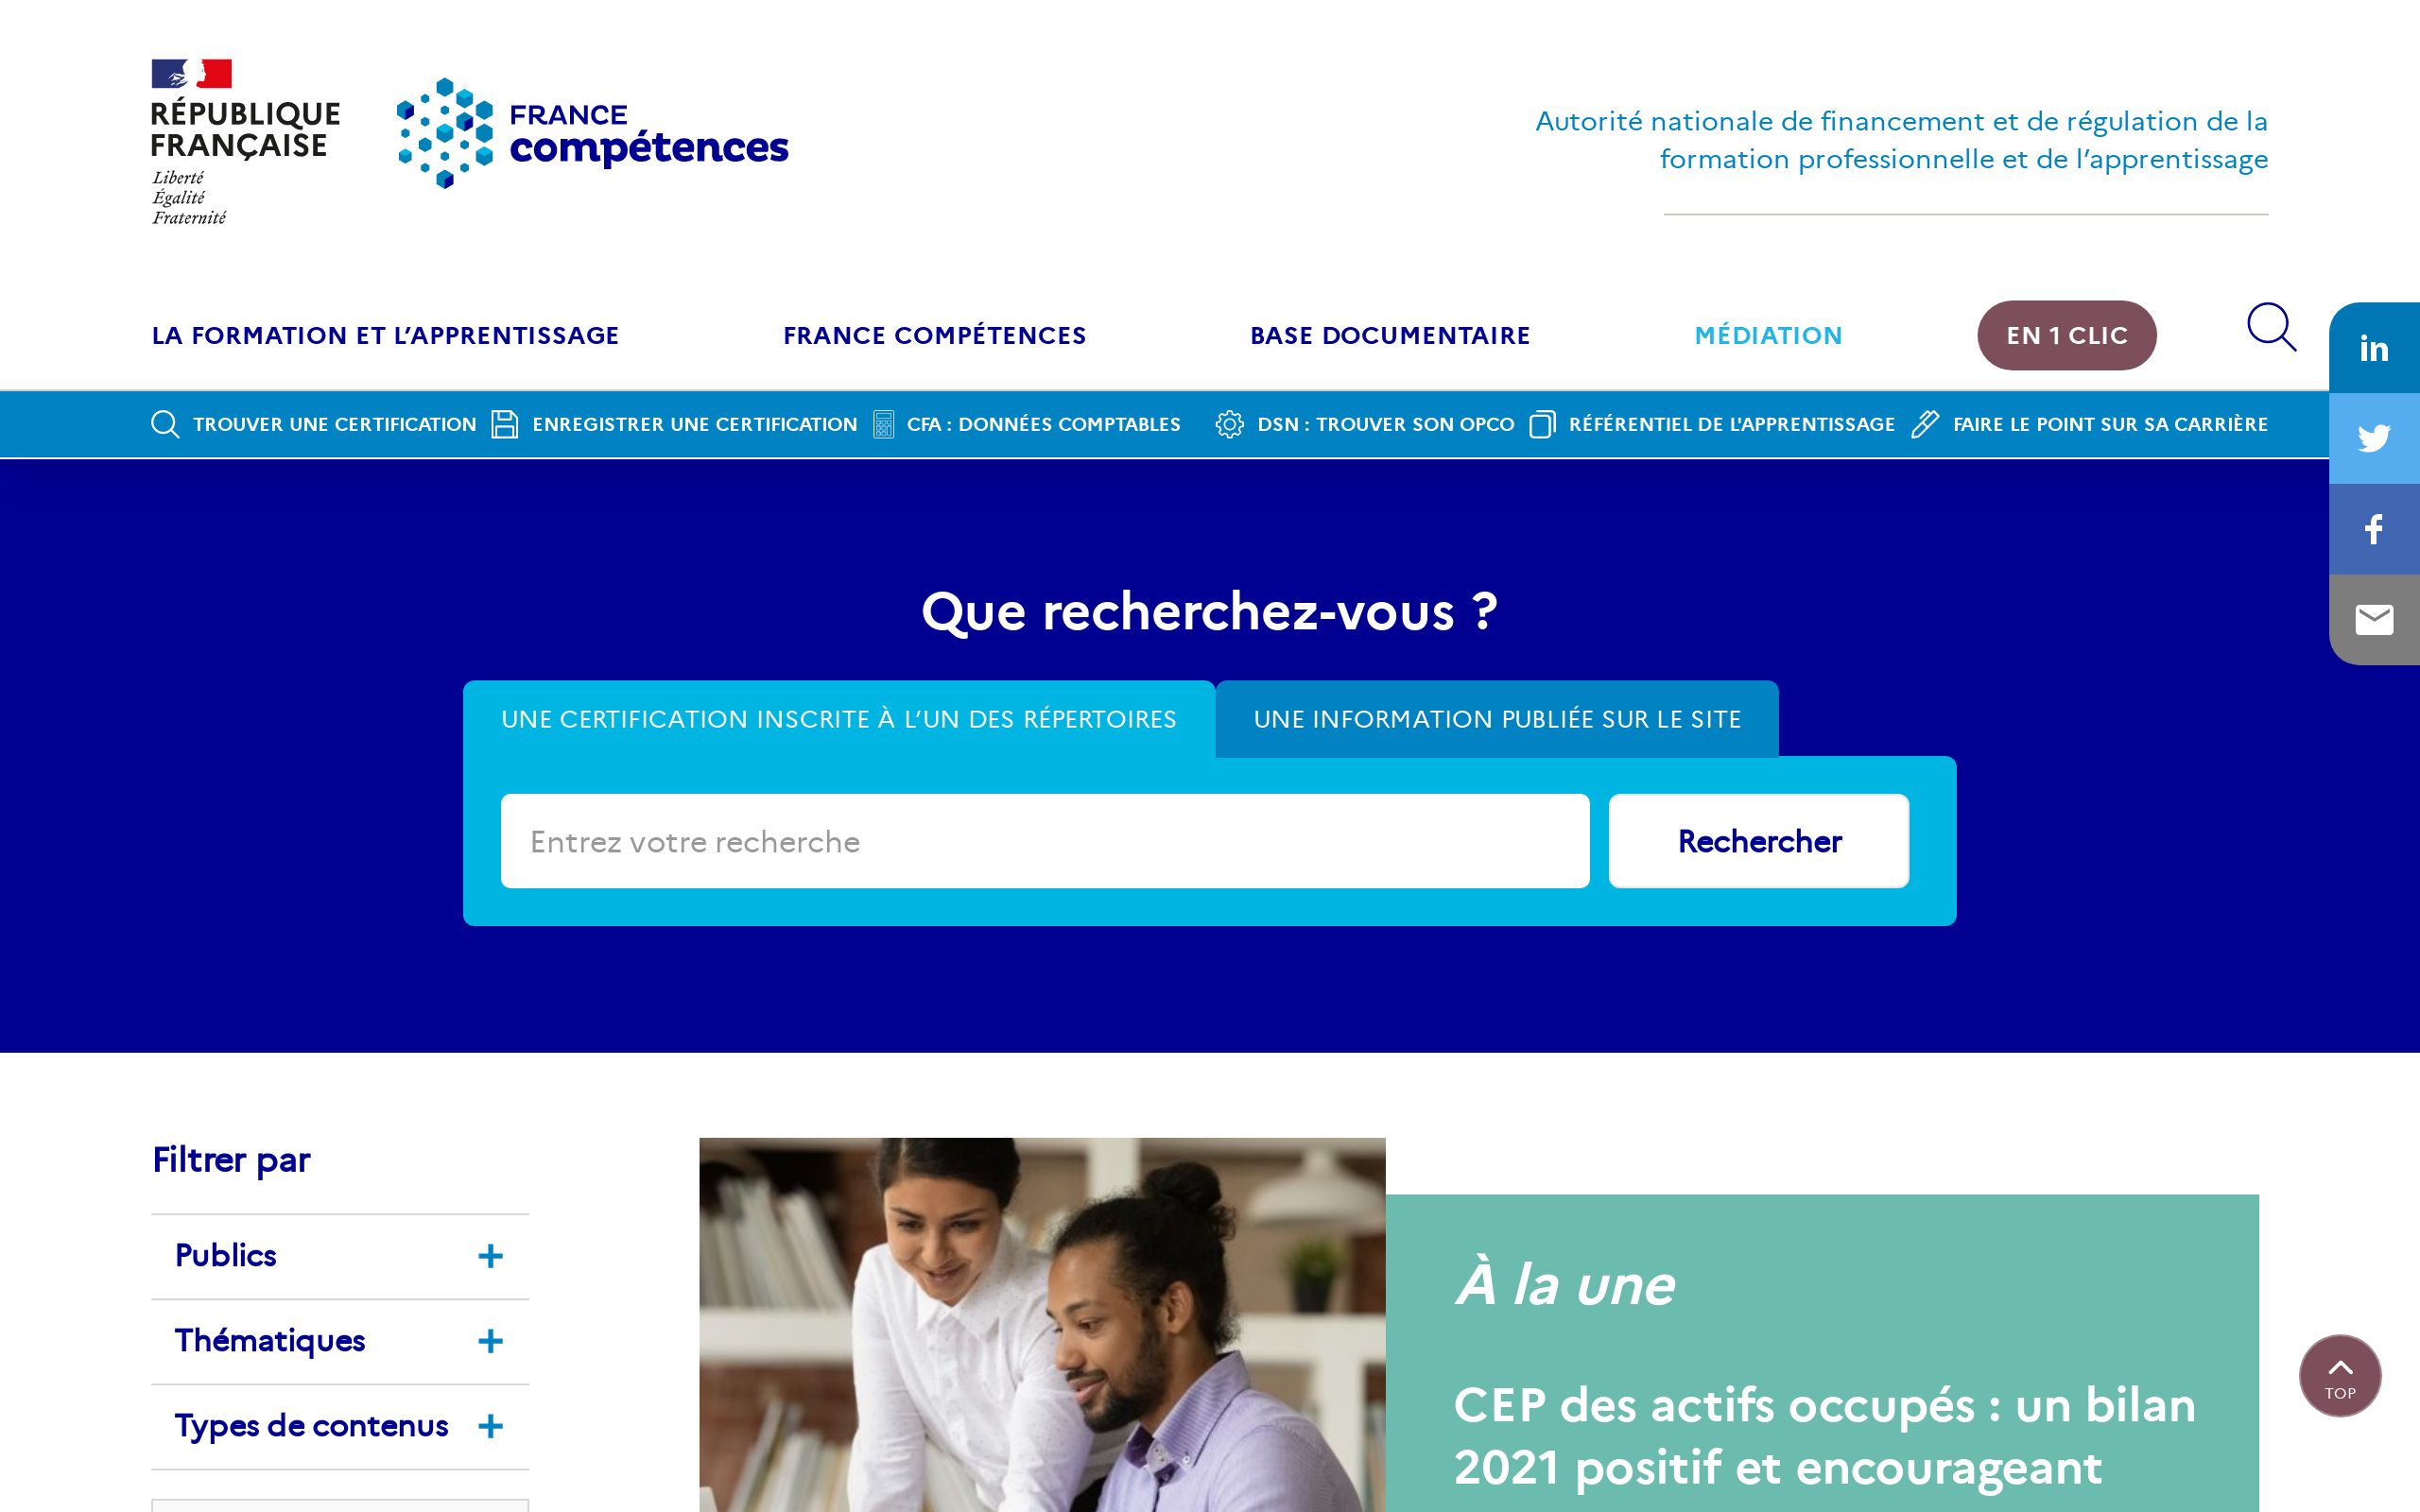 RÉPUBLIQUE
FRANÇAISE
Liberté
Égalité
Fraternité
FRANCE
compétences
Autorité nationale de financement et de régulation de la
formation professionnelle et de l’apprentissage
LA FORMATION ET L’APPRENTISSAGE
FRANCE COMPÉTENCES
BASE DOCUMENTAIRE
MÉDIATION
EN 1 CLIC
in
TROUVER UNE CERTIFICATION
ENREGISTRER UNE CERTIFICATION
CFA : DONNÉES COMPTABLES
DSN : TROUVER SON OPCO
RÉFÉRENTIEL DE L'APPRENTISSAGE
FAIRE LE POINT SUR SA CARRIÈRE
Que recherchez-vous ?
UNE CERTIFICATION INSCRITE À L’UN DES RÉPERTOIRES
UNE INFORMATION PUBLIÉE SUR LE SITE
Entrez votre recherche
Rechercher
Filtrer par
Publics
Thématiques
Types de contenus
À la une
CEP des actifs occupés : un bilan
2021 positif et encourageant
TOP